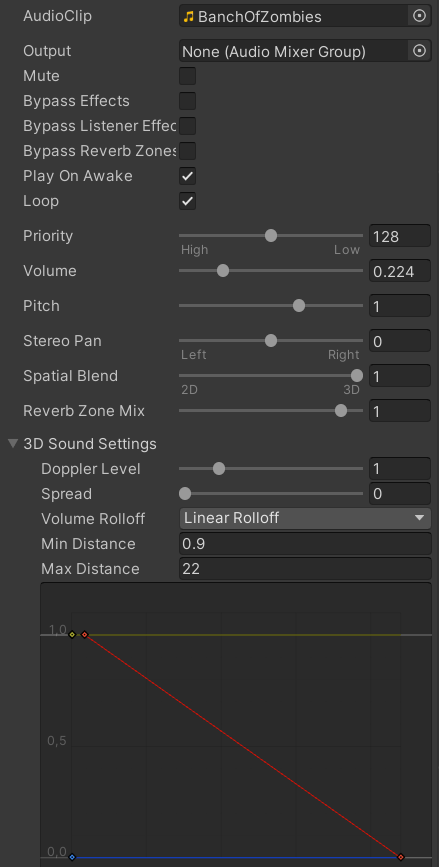 AudioClip BanchOfZombies
Output None (Audio Mixer Group)
Mute
Bypass Effects
Bypass Listener Effec
Bypass Reverb Zones
Play On Awake
Loop
Priority 128
High Low
Volume 0.224
Pitch 1
Stereo Pan 0
Left Right
Spatial Blend 1
2D 3D
Reverb Zone Mix 1
3D Sound Settings
Doppler Level 1
Spread 0
Volume Rolloff Linear Rolloff
Min Distance 0.9
Max Distance 22
1,0
0,5
0,0